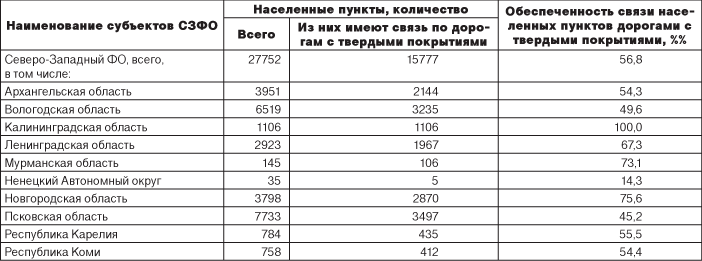 Наименование субъектов СЗФО
Населенные пункты, количество
Обеспеченность связи насе-
ленных пунктов дорогами с
твердыми покрытиями, %%
Всего
Из них имеют связь по доро-
гам с твердыми покрытиями
Северо-Западный ФО, всего,
в том числе:
27752 15777 56,8
Архангельская область 3951 2144 54,3
Вологодская область 6519 3235 49,6
Калининградская область 1106 1106 100,0
Ленинградская область 2923 1967 67,3
Мурманская область 145 106 73,1
Ненецкий Автономный округ 35 5 14,3
Новгородская область 3798 2870 75,6
Псковская область 7733 3497 45,2
Республика Карелия 784 435 55,5
Республика Коми 758 412 54,4